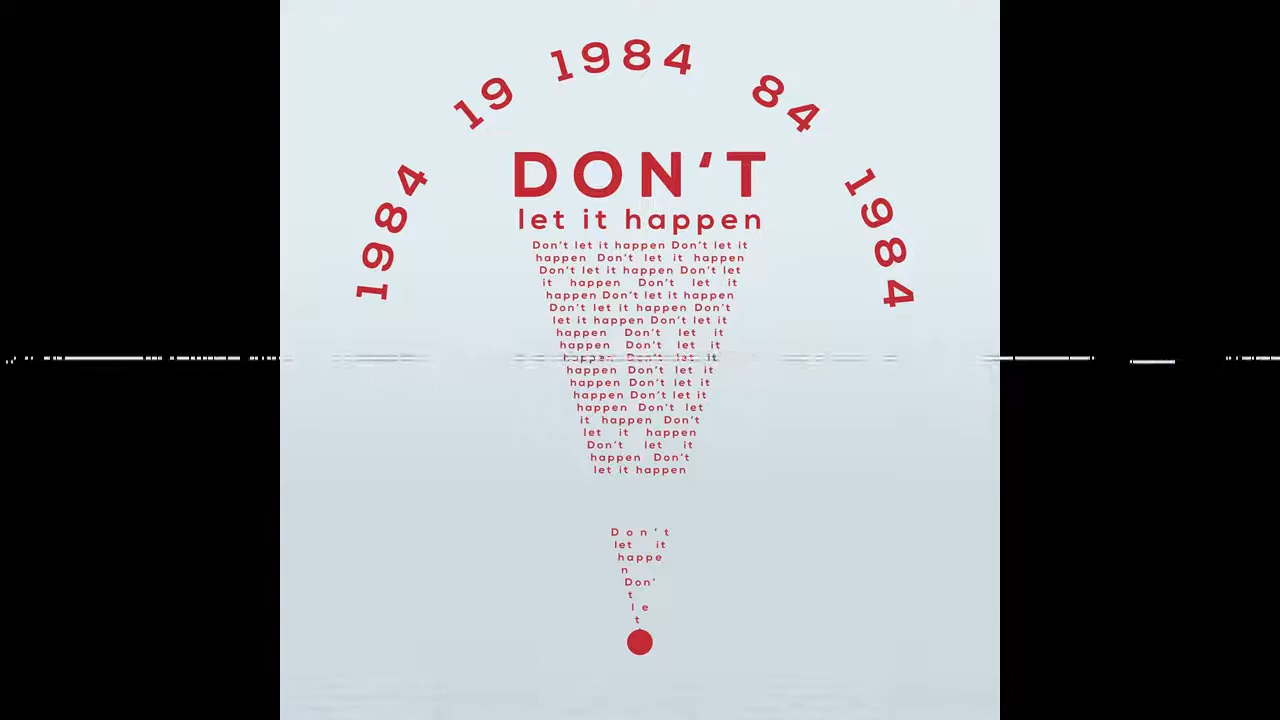 1984 19 1984 84 1984
DON‘T
let it happen
Don’t let it happen Don’t let it
happen Don’t let it happen
Don’t let it happen Don’t let
it happen Don’t let it
happen Don’t let it happen
Don’t let it happen Don’t
let it happen Don’t let it
happen Don’t let it
happen Don’t let it
happen Don’t let it
happen Don’t let it
happen Don’t let it
happen Don’t let it
happen Don’t let
it happen Don’t
let it happen
Don’t let it
happen Don’t
let it happen
Don’t
let it
happe
n
Don’
t
le
t